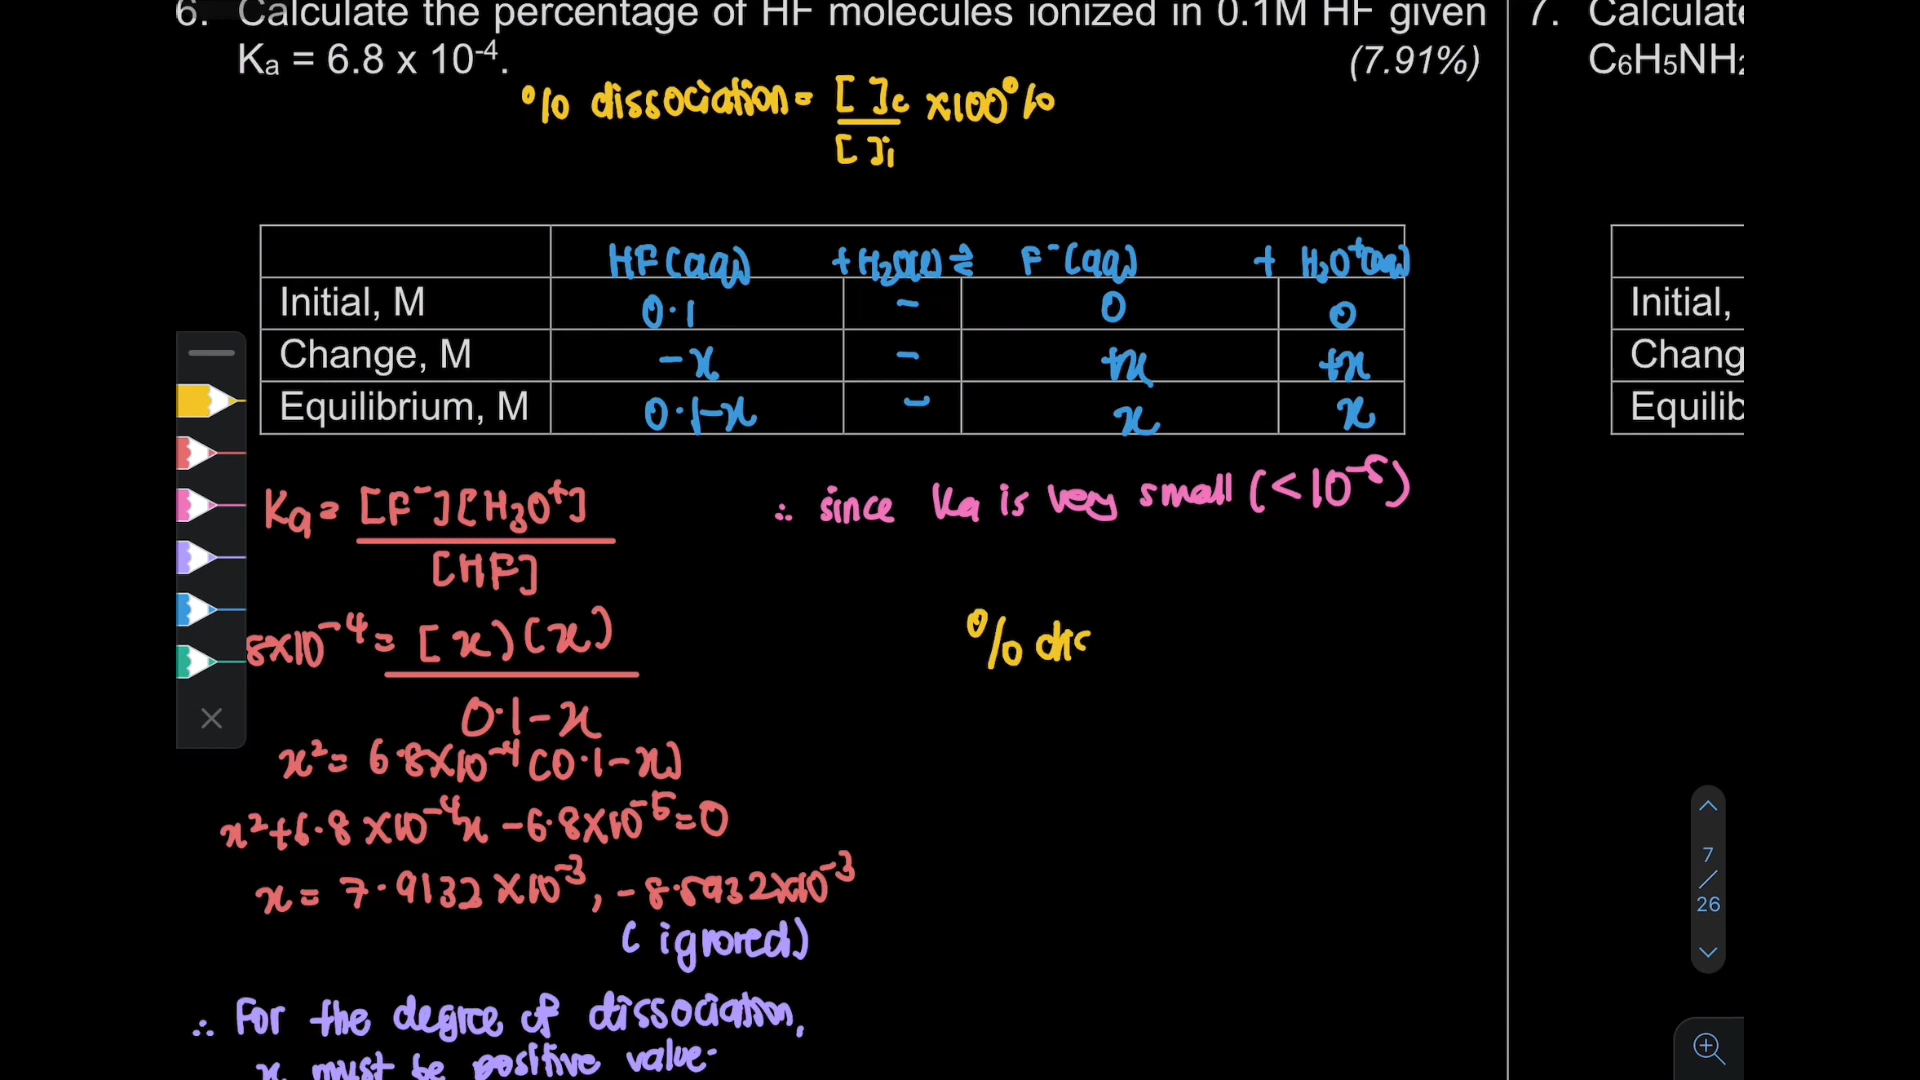 6. Calculate the percentage of HF molecules ionized in 0.1M HF given
Ka = 6.8 x 10-4. (7.91%)
% dissociation = [ ]c x100%
[ ]i
HF(aq) + H2O(l) ⇌ F-(aq) + H3O+(aq)
Initial, M 0.1 - 0 0
Change, M -x - +x +x
Equilibrium, M 0.1-x - x x
Ka = [F-][H3O+]
[HF]
∴ since Ka is very small (<10-5)
8x10-4 = [x)(x)
0.1-x
% dis
x² = 6.8x10-4 (0.1-x)
x²+6.8x10-4x -6.8x10-5=0
x = 7.9132 x10-3, -8.5932x10-3
(ignored)
∴ For the degree of dissociation,
x must be positive value.
7. Calculate
C6H5NH2
Initial,
Chang
Equilib
7
/
26